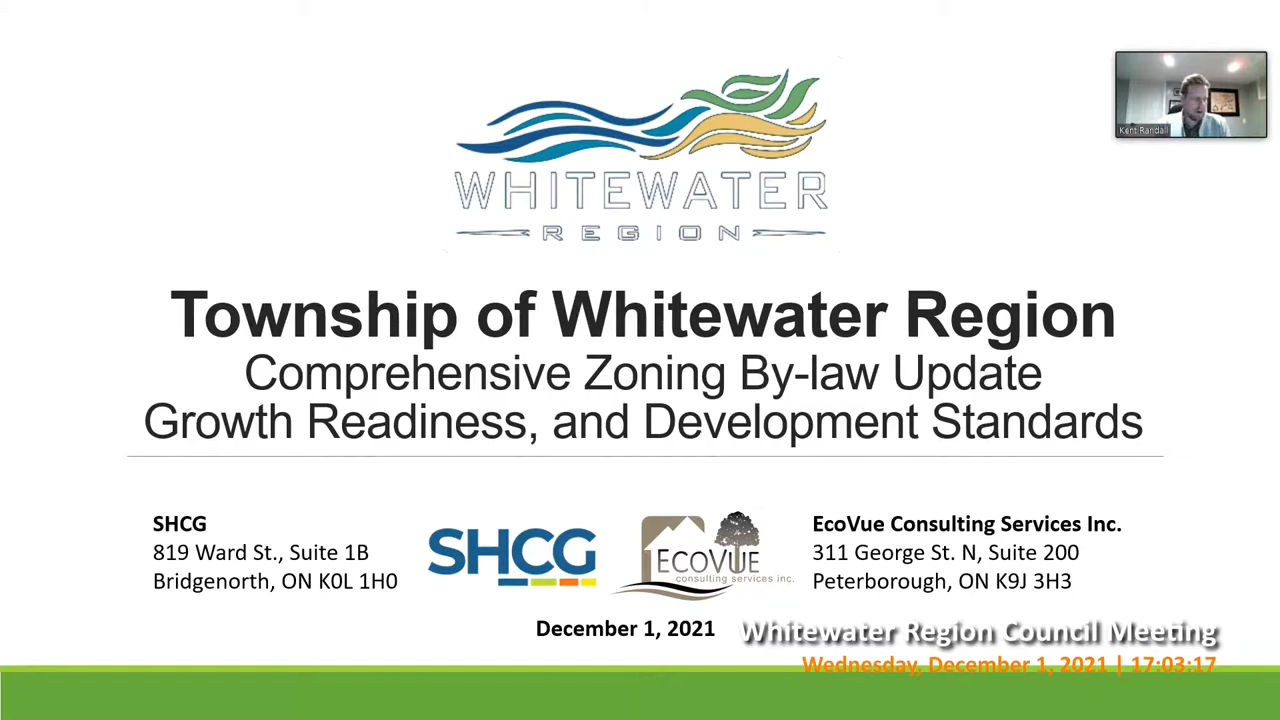 Kent Randall
WHITEWATER
REGION
Township of Whitewater Region
Comprehensive Zoning By-law Update
Growth Readiness, and Development Standards
SHCG
819 Ward St., Suite 1B
Bridgenorth, ON K0L 1H0
SHCG
ECOVUE
consulting services inc.
EcoVue Consulting Services Inc.
311 George St. N, Suite 200
Peterborough, ON K9J 3H3
December 1, 2021
Whitewater Region Council Meeting
Wednesday, December 1, 2021 | 17:03:17